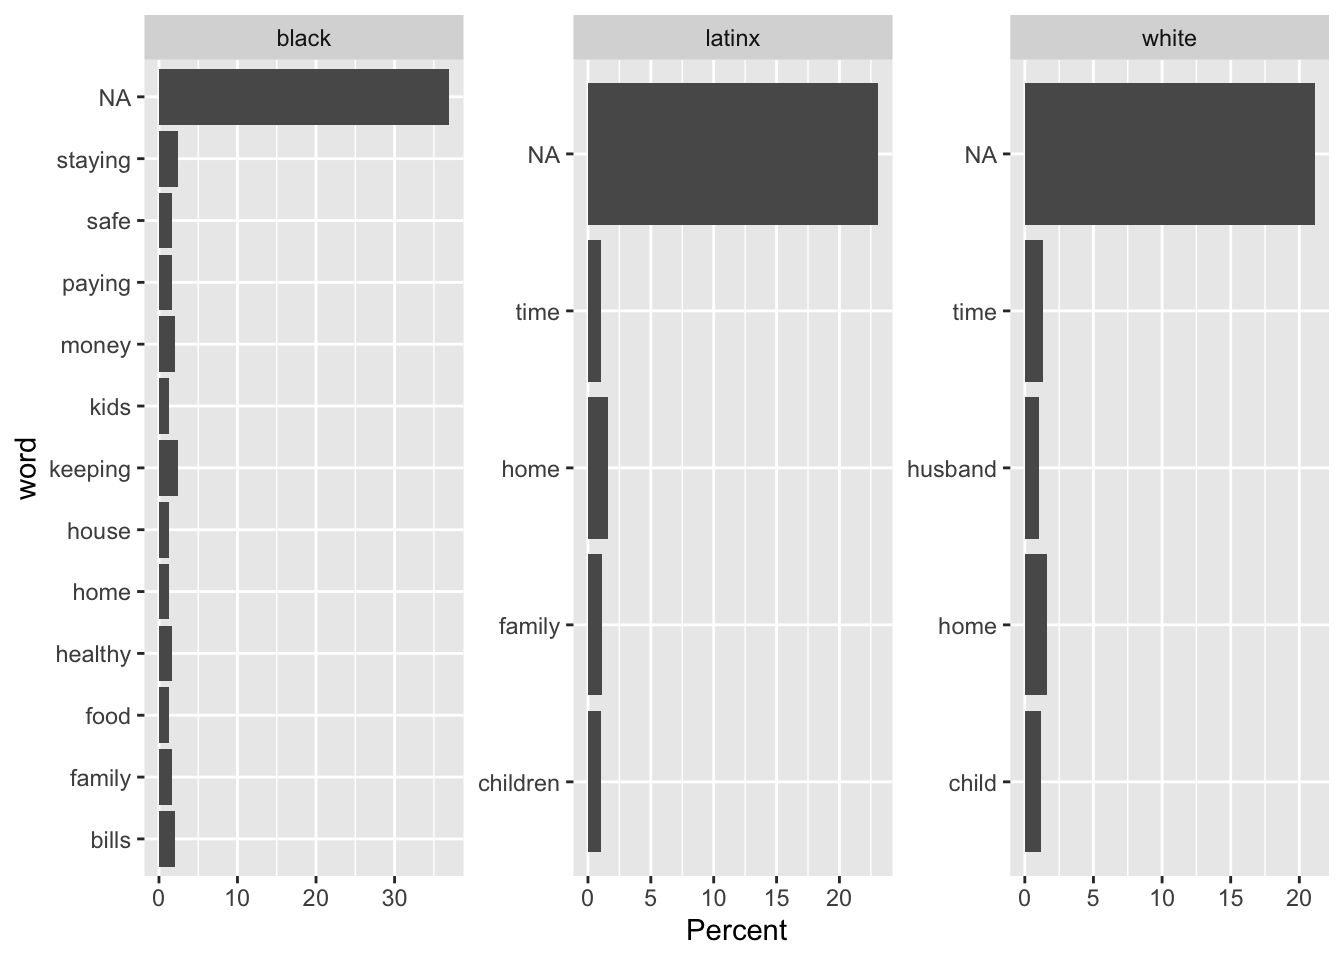 black
latinx
white
word
NA
staying
safe
paying
money
kids
keeping
house
home
healthy
food
family
bills
0 10 20 30
NA
time
home
family
children
0 5 10 15 20
NA
time
husband
home
child
0 5 10 15 20
Percent